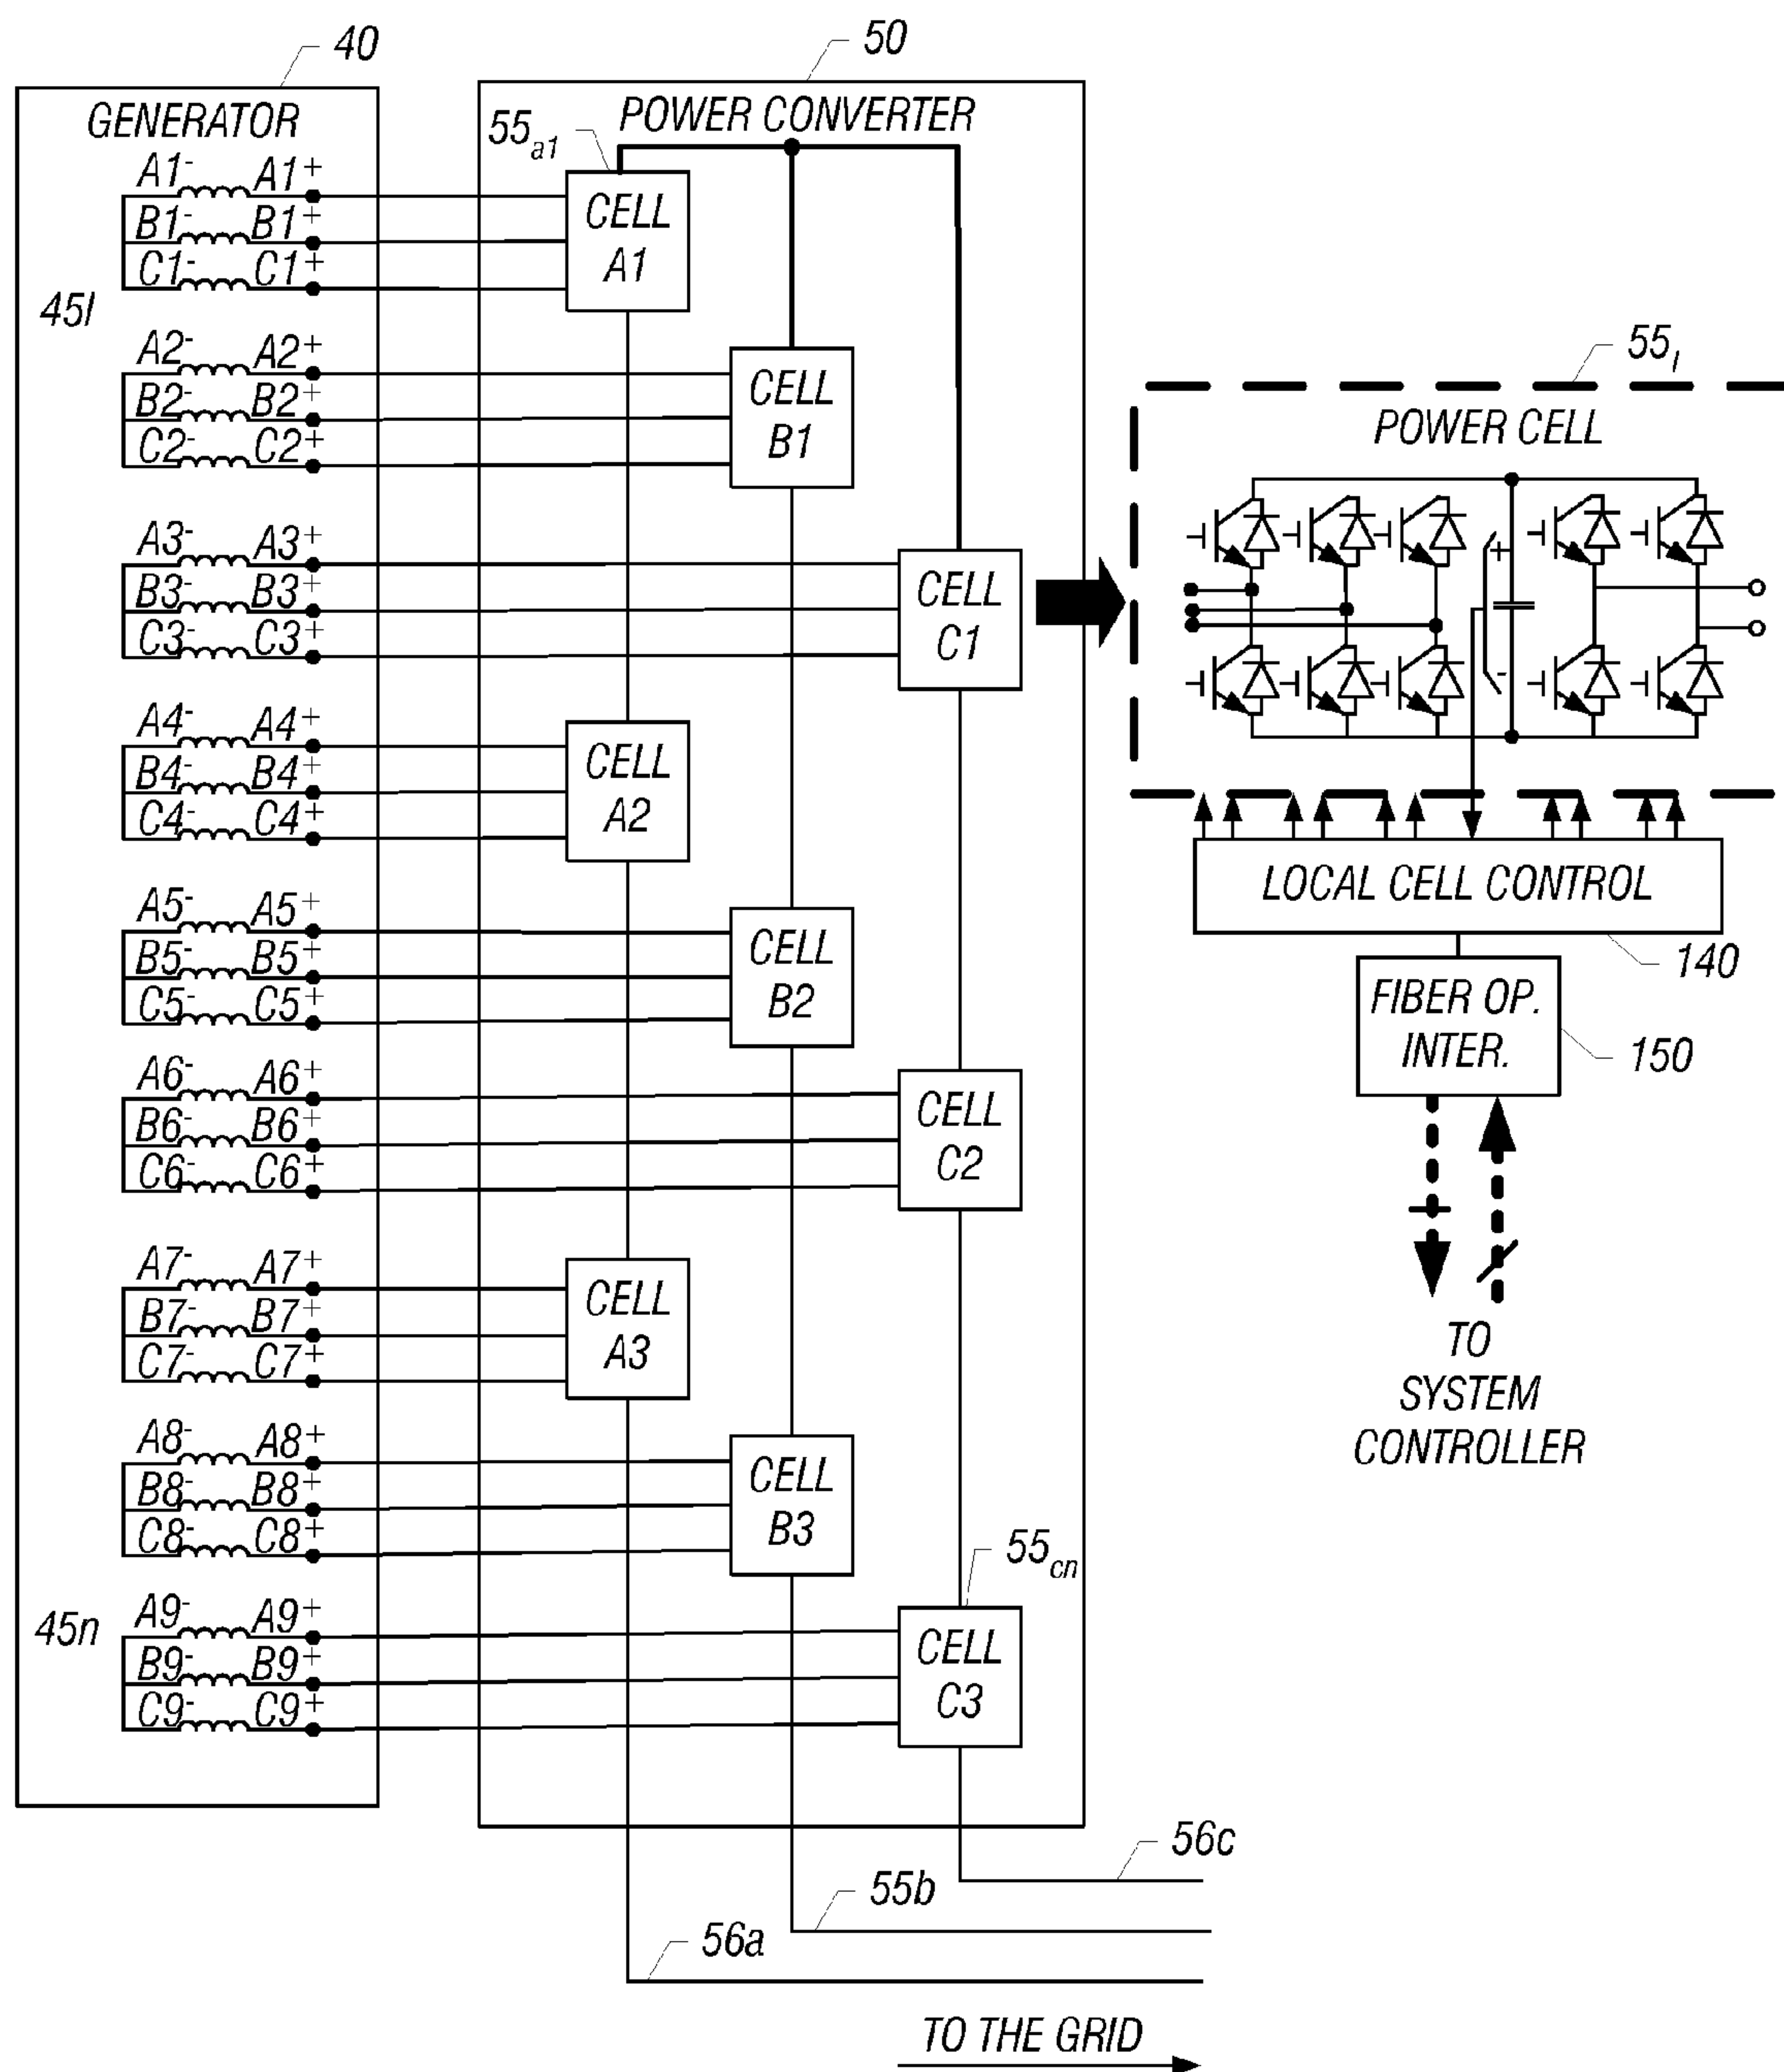 40
50
GENERATOR
POWER CONVERTER
55a1
A1- A1+
B1- B1+
C1- C1+
CELL
A1
45l
A2- A2+
B2- B2+
C2- C2+
CELL
B1
55l
POWER CELL
A3- A3+
B3- B3+
C3- C3+
CELL
C1
+
-
A4- A4+
B4- B4+
C4- C4+
CELL
A2
LOCAL CELL CONTROL
140
A5- A5+
B5- B5+
C5- C5+
CELL
B2
FIBER OP.
INTER.
150
A6- A6+
B6- B6+
C6- C6+
CELL
C2
A7- A7+
B7- B7+
C7- C7+
CELL
A3
TO
SYSTEM
CONTROLLER
A8- A8+
B8- B8+
C8- C8+
CELL
B3
55cn
45n
A9- A9+
B9- B9+
C9- C9+
CELL
C3
56c
55b
56a
TO THE GRID